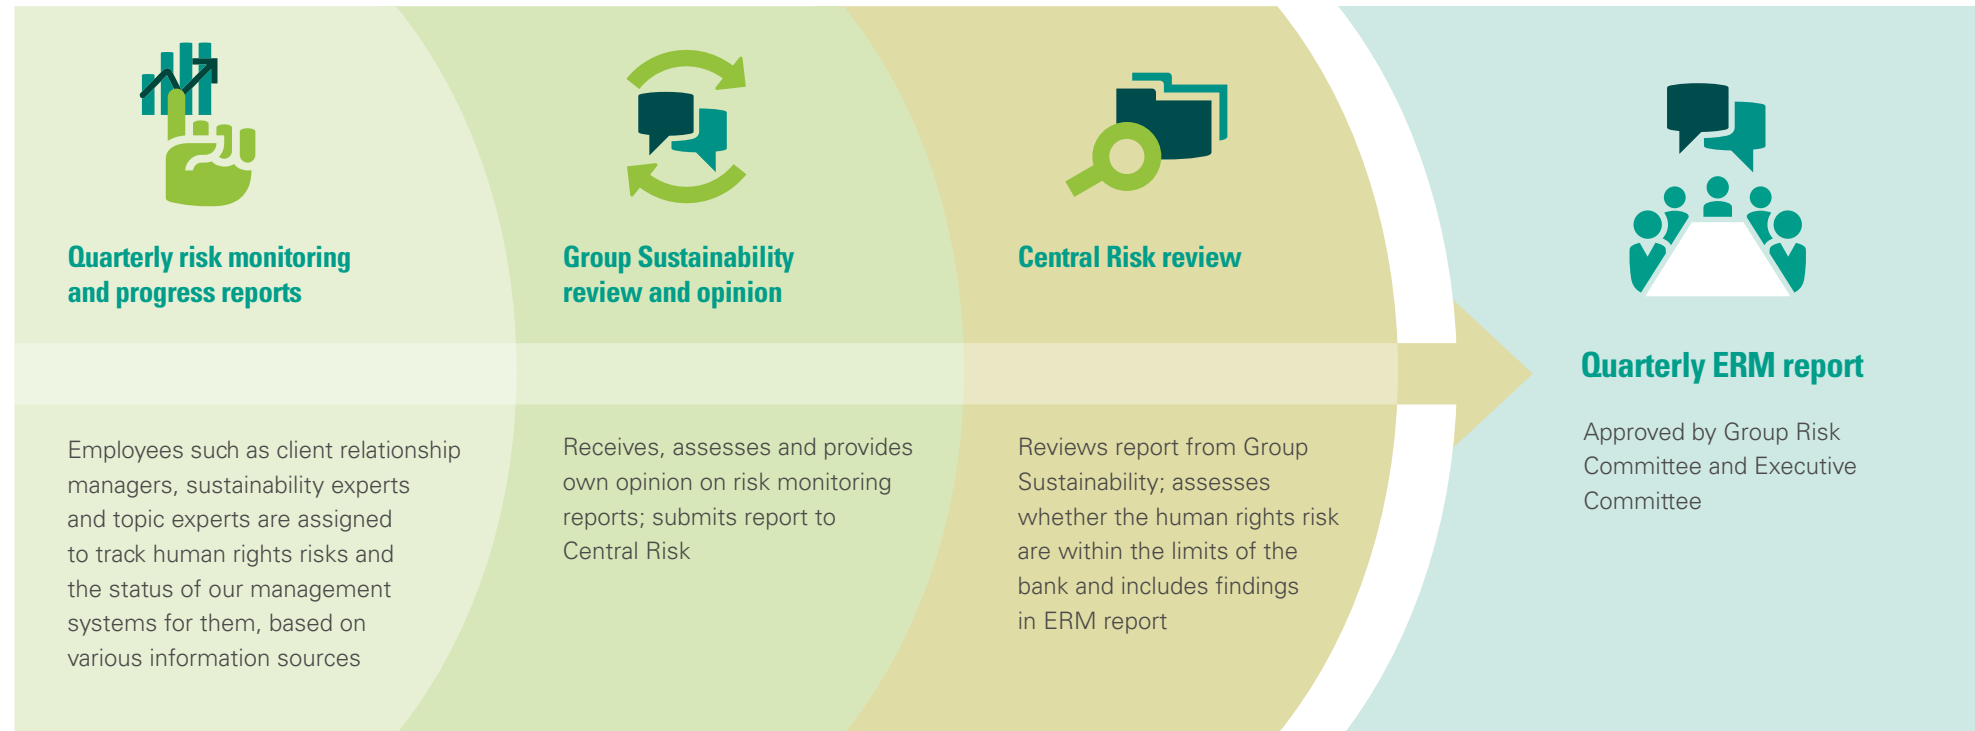 Quarterly risk monitoring
and progress reports
Employees such as client relationship
managers, sustainability experts
and topic experts are assigned
to track human rights risks and
the status of our management
systems for them, based on
various information sources
Group Sustainability
review and opinion
Receives, assesses and provides
own opinion on risk monitoring
reports; submits report to
Central Risk
Central Risk review
Reviews report from Group
Sustainability; assesses
whether the human rights risk
are within the limits of the
bank and includes findings
in ERM report
Quarterly ERM report
Approved by Group Risk
Committee and Executive
Committee